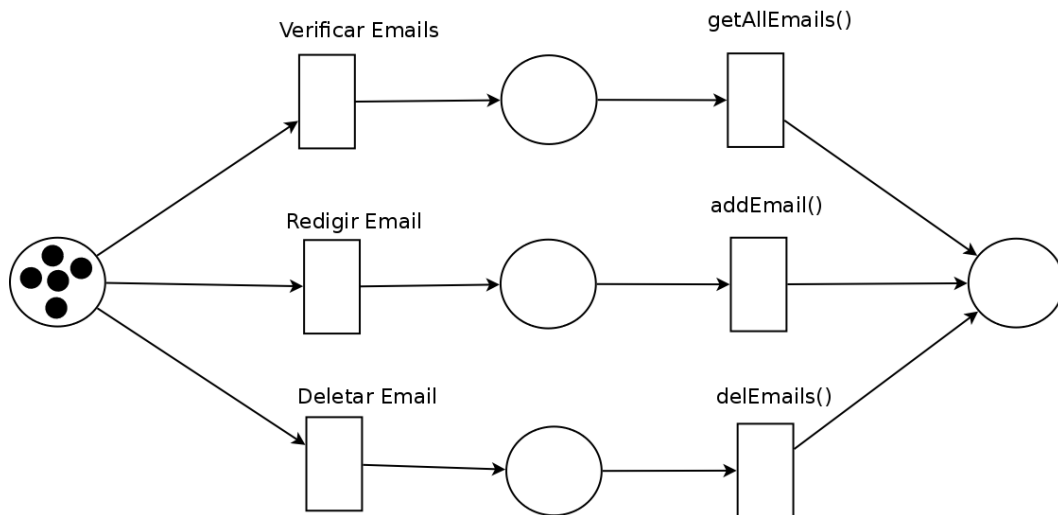 Verificar Emails
getAllEmails()
Redigir Email
addEmail()
Deletar Email
delEmails()